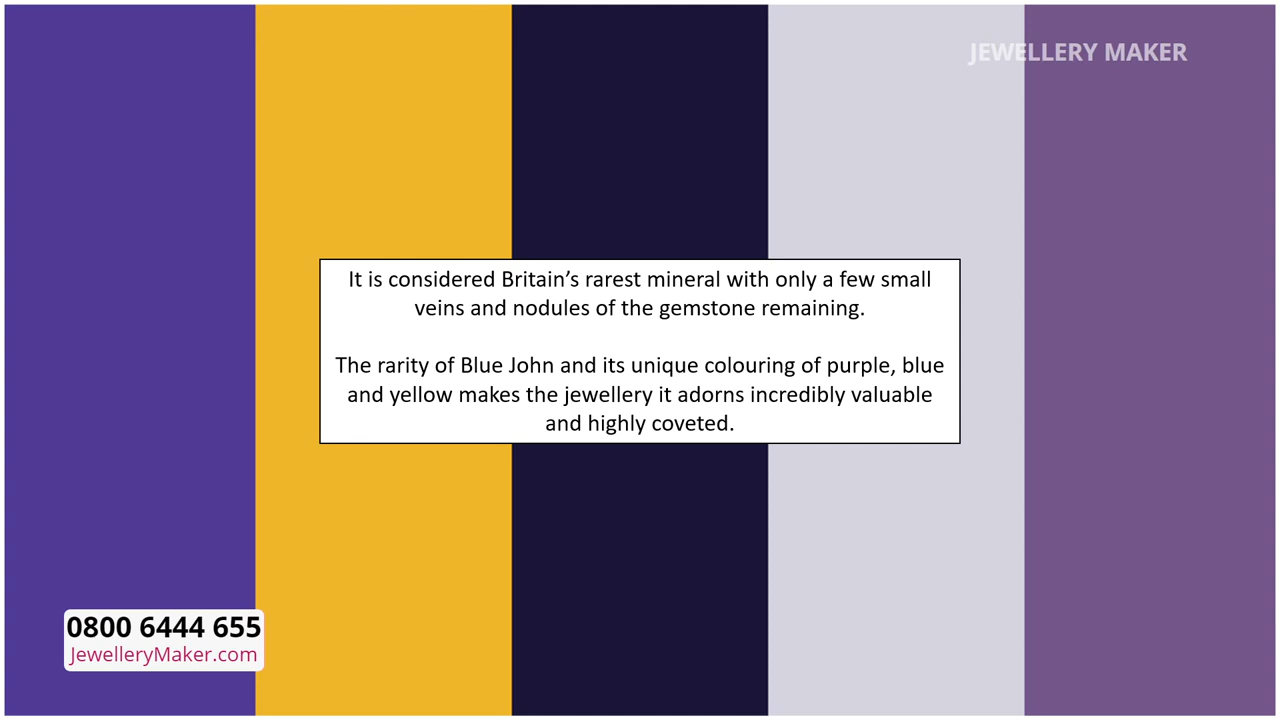 JEWELLERY MAKER
It is considered Britain’s rarest mineral with only a few small
veins and nodules of the gemstone remaining.
The rarity of Blue John and its unique colouring of purple, blue
and yellow makes the jewellery it adorns incredibly valuable
and highly coveted.
0800 6444 655
JewelleryMaker.com